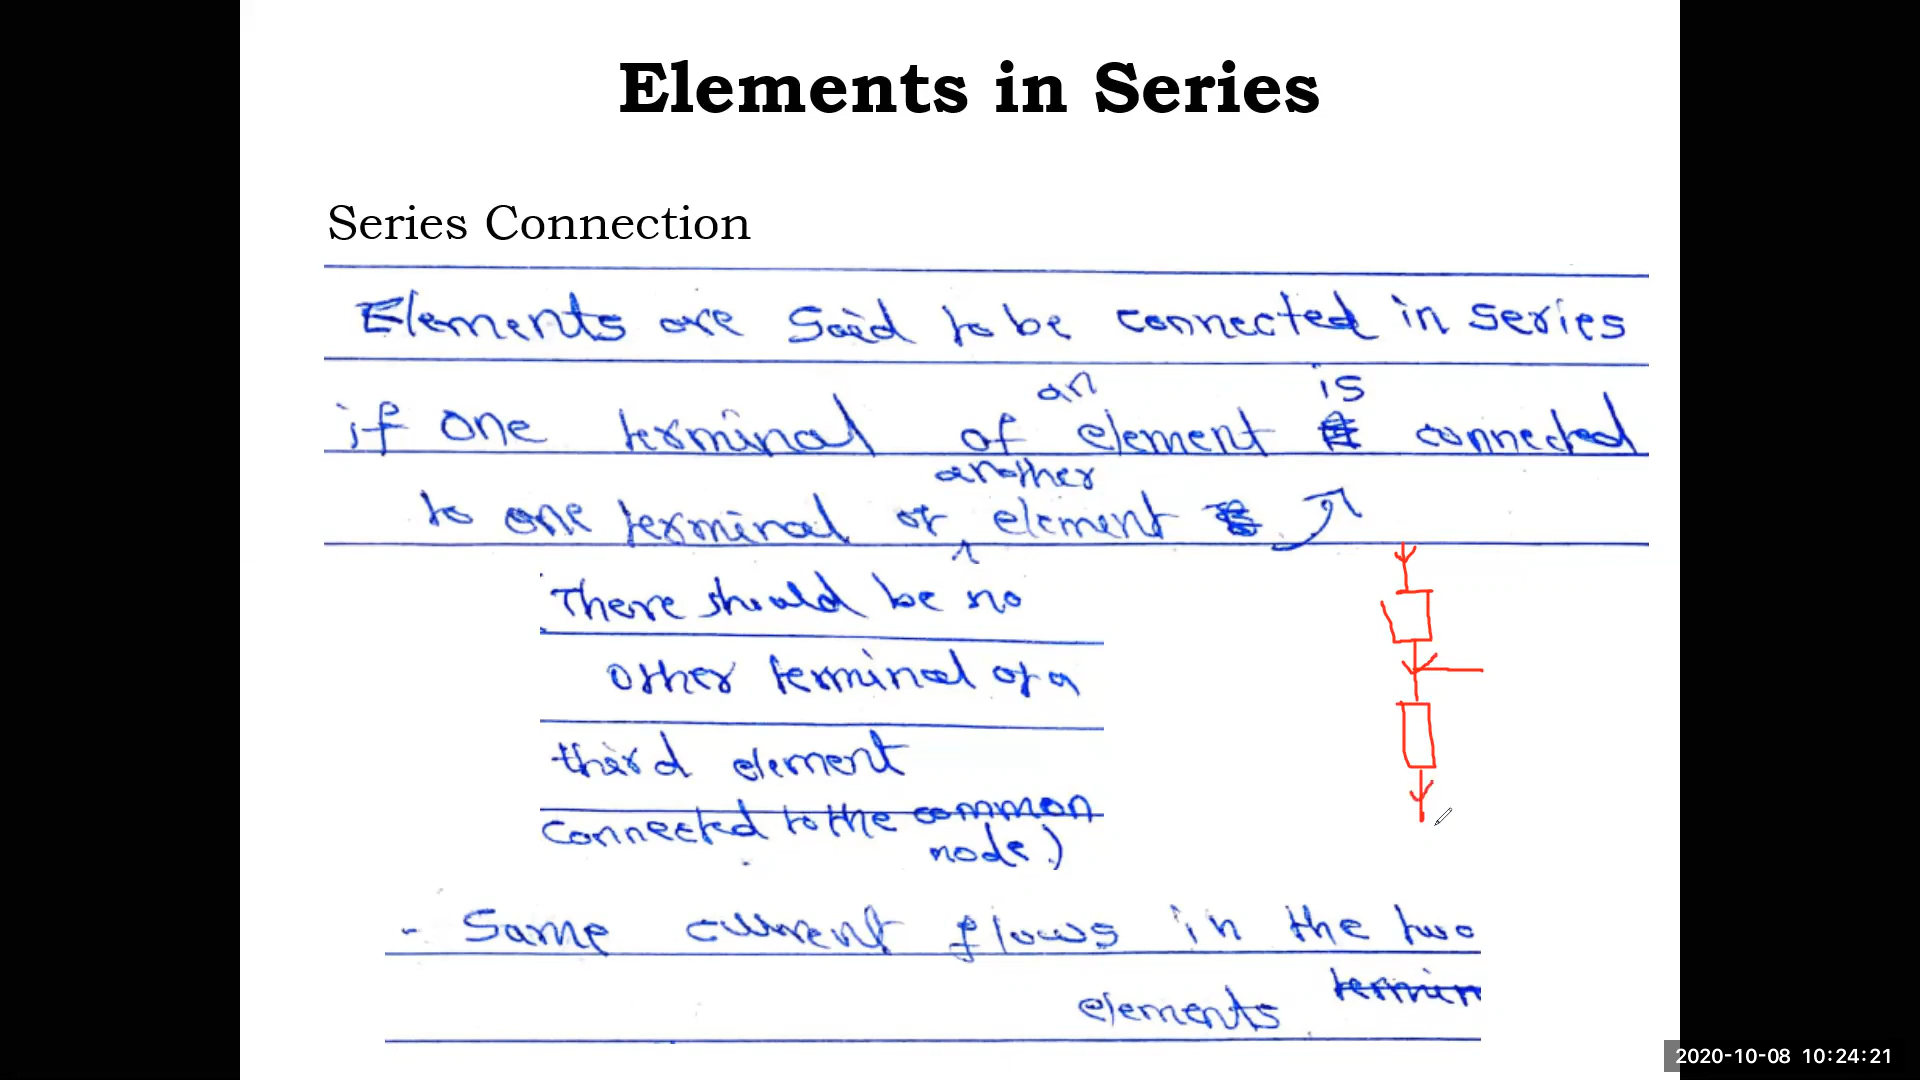 Elements in Series
Series Connection
Elements are said to be connected in series
if one terminal of an element is connected
to one terminal of another element
There should be no
other terminal of a
third element
connected to the common
node)
- Same current flows in the two
elements termin
2020-10-08 10:24:21